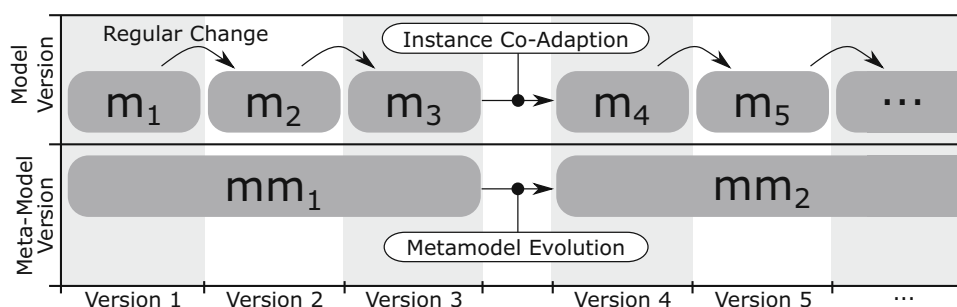 Regular Change
Instance Co-Adaption
Model
Version
m1 m2 m3 m4 m5 ...
Meta-Model
Version
mm1 mm2
Metamodel Evolution
Version 1 Version 2 Version 3 Version 4 Version 5 ...